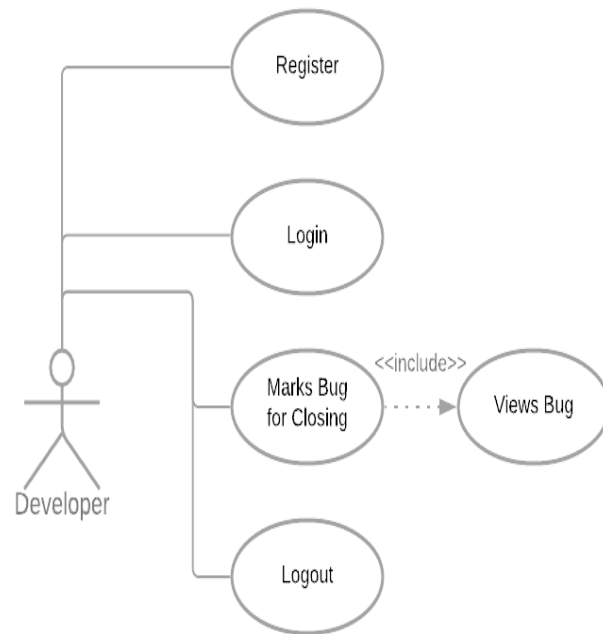 Register
Login
<<include>>
Marks Bug
for Closing
Views Bug
Developer
Logout